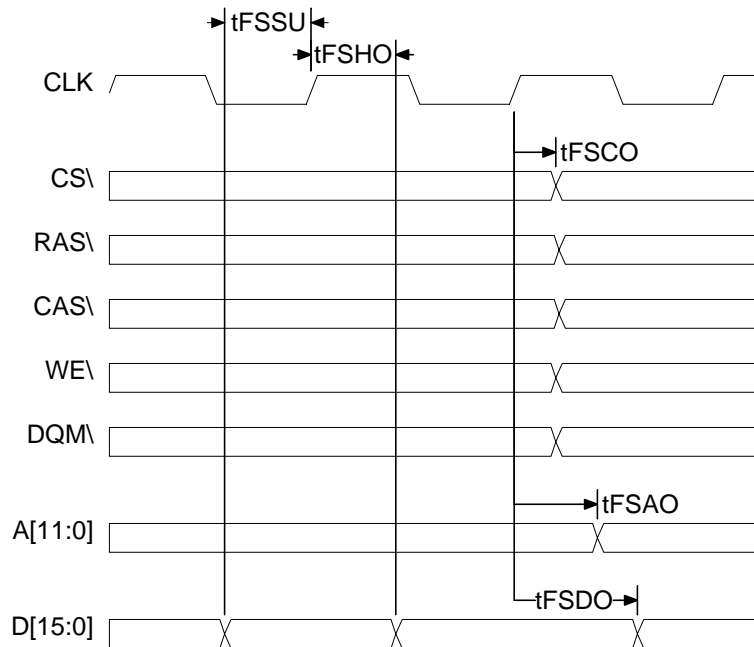 tFSSU
tFSHO
CLK
tFSCO
CS\
RAS\
CAS\
WE\
DQM\
tFSAO
A[11:0]
tFSDO
D[15:0]